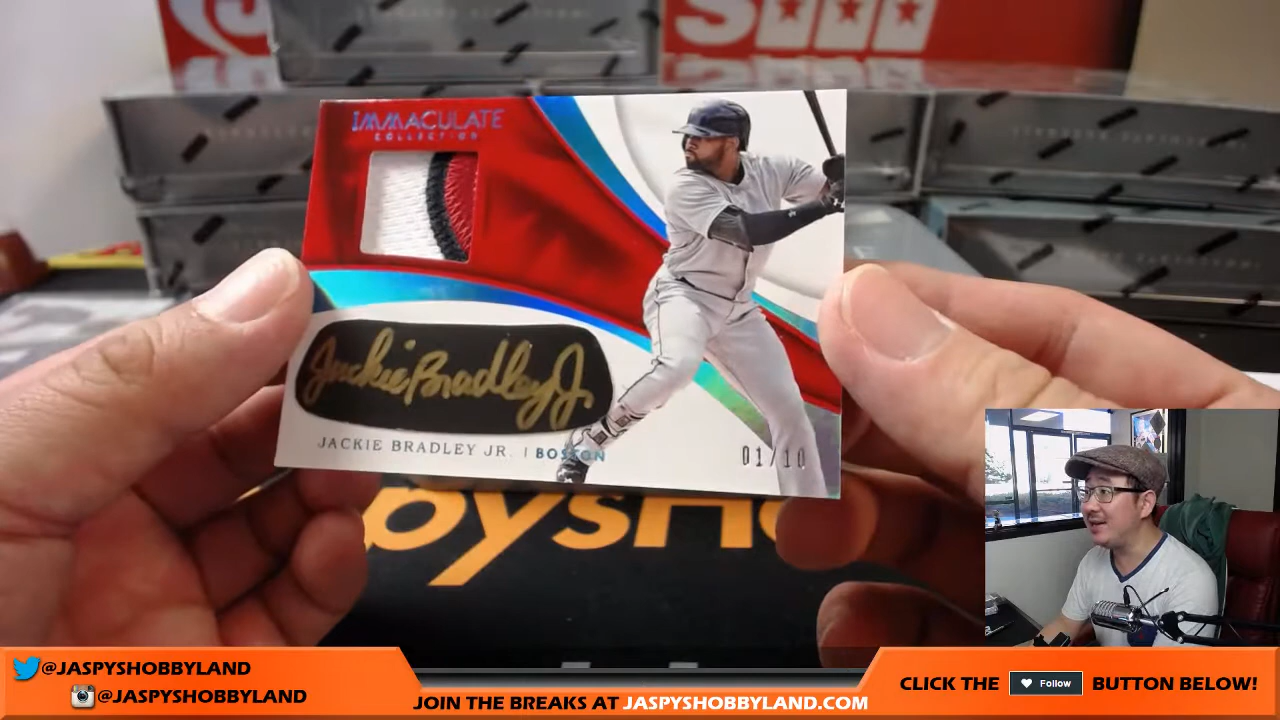 IMMACULATE
COLLECTION
Jackie Bradley Jr.
JACKIE BRADLEY JR. | BOSTON
01/10
@JASPYSHOBBYLAND
@JASPYSHOBBYLAND
JOIN THE BREAKS AT JASPYSHOBBYLAND.COM
CLICK THE Follow BUTTON BELOW!